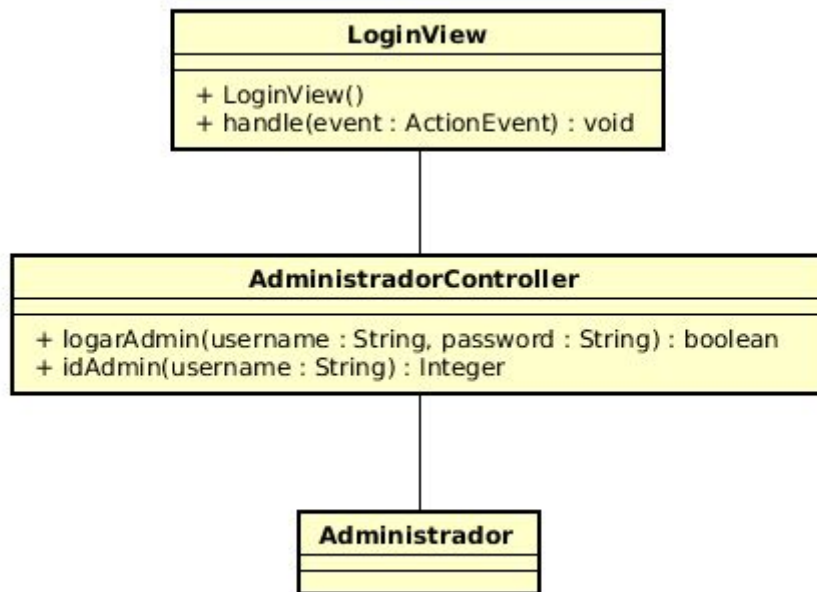 LoginView
+ LoginView()
+ handle(event : ActionEvent) : void
AdministradorController
+ logarAdmin(username : String, password : String) : boolean
+ idAdmin(username : String) : Integer
Administrador